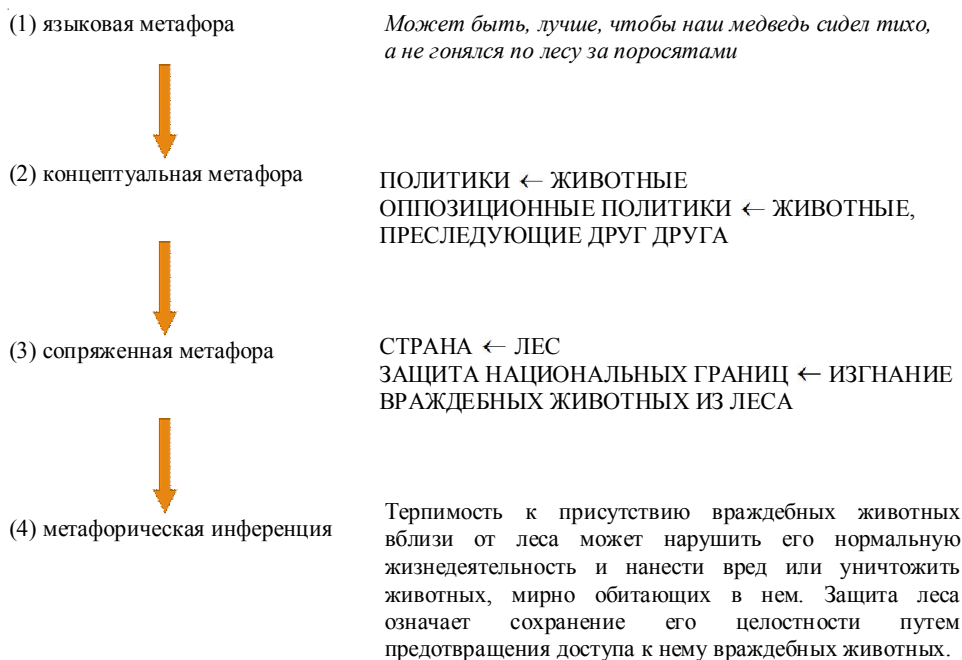 (1) языковая метафора
Может быть, лучше, чтобы наш медведь сидел тихо,
а не гонялся по лесу за поросятами
(2) концептуальная метафора
ПОЛИТИКИ ← ЖИВОТНЫЕ
ОППОЗИЦИОННЫЕ ПОЛИТИКИ ← ЖИВОТНЫЕ,
ПРЕСЛЕДУЮЩИЕ ДРУГ ДРУГА
(3) сопряженная метафора
СТРАНА ← ЛЕС
ЗАЩИТА НАЦИОНАЛЬНЫХ ГРАНИЦ ← ИЗГНАНИЕ
ВРАЖДЕБНЫХ ЖИВОТНЫХ ИЗ ЛЕСА
(4) метафорическая инференция
Терпимость к присутствию враждебных животных
вблизи от леса может нарушить его нормальную
жизнедеятельность и нанести вред или уничтожить
животных, мирно обитающих в нем. Защита леса
означает сохранение его целостности путем
предотвращения доступа к нему враждебных животных.